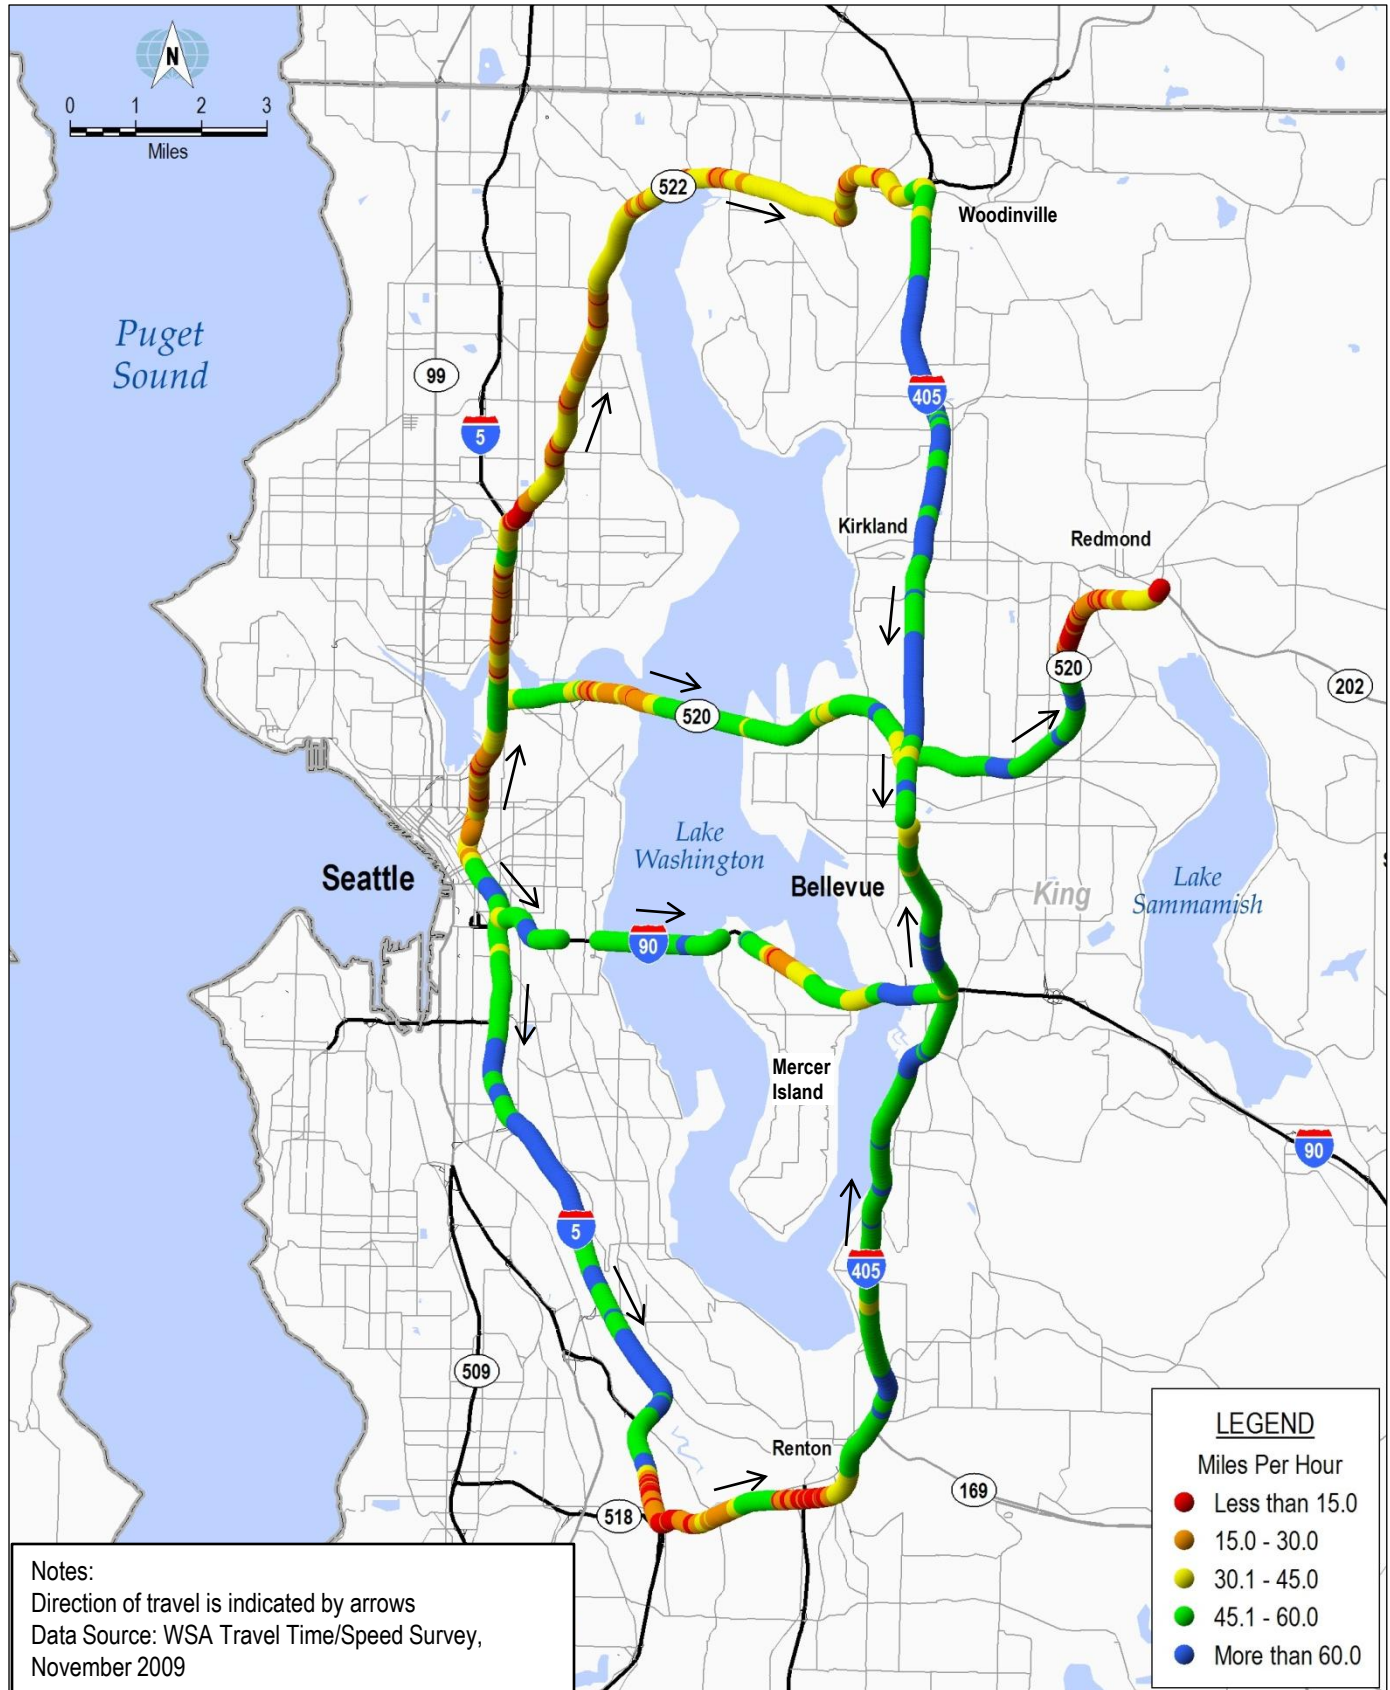 N
0 1 2 3
Miles
522
Woodinville
Puget
Sound
99
405
5
Kirkland
Redmond
520
202
520
Lake
Washington
Seattle
Bellevue
King
Lake
Sammamish
90
Mercer
Island
90
5
405
509
Renton
169
518
LEGEND
Miles Per Hour
Less than 15.0
15.0 - 30.0
30.1 - 45.0
45.1 - 60.0
More than 60.0
Notes:
Direction of travel is indicated by arrows
Data Source: WSA Travel Time/Speed Survey,
November 2009